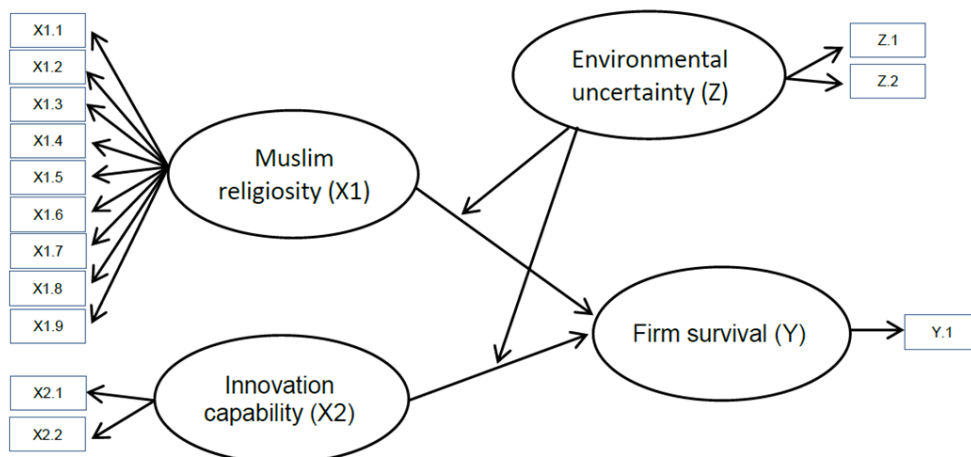 X1.1
X1.2
X1.3
X1.4
X1.5
X1.6
X1.7
X1.8
X1.9
Muslim
religiosity (X1)
Environmental
uncertainty (Z)
Z.1
Z.2
Firm survival (Y)
Y.1
Innovation
capability (X2)
X2.1
X2.2